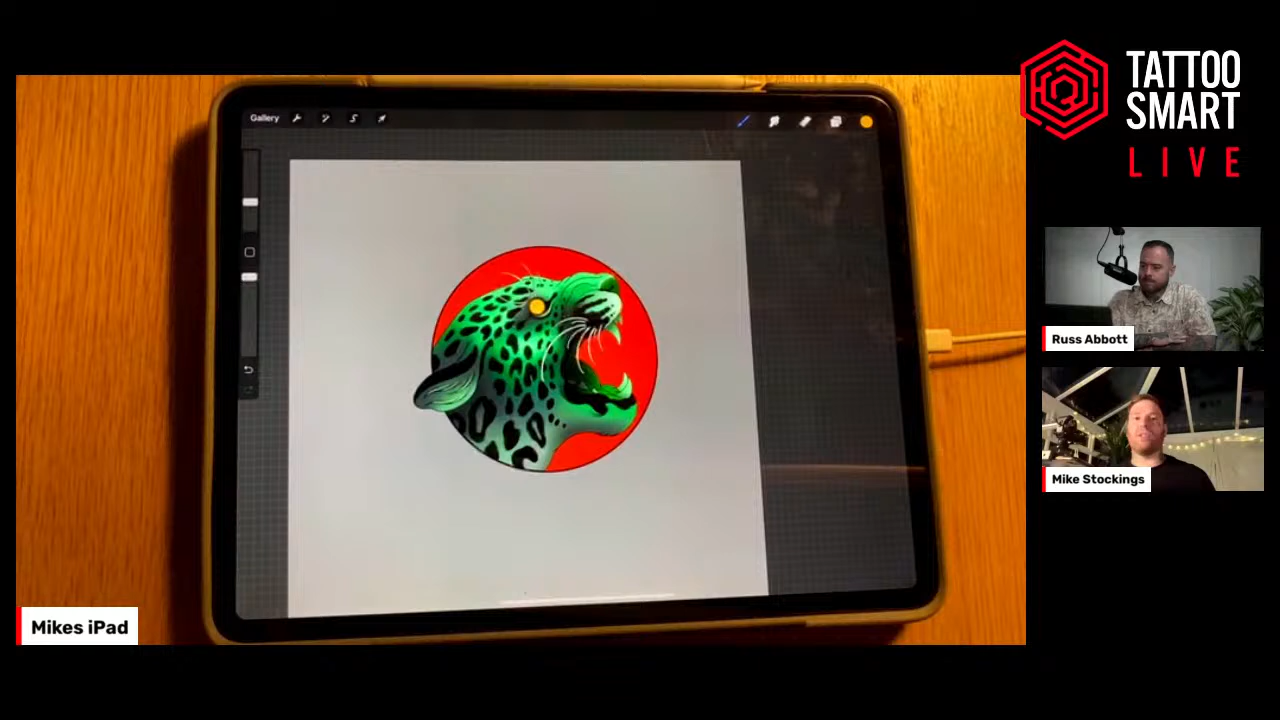 TATTOO
SMART
LIVE
Gallery
Russ Abbott
Mike Stockings
Mikes iPad